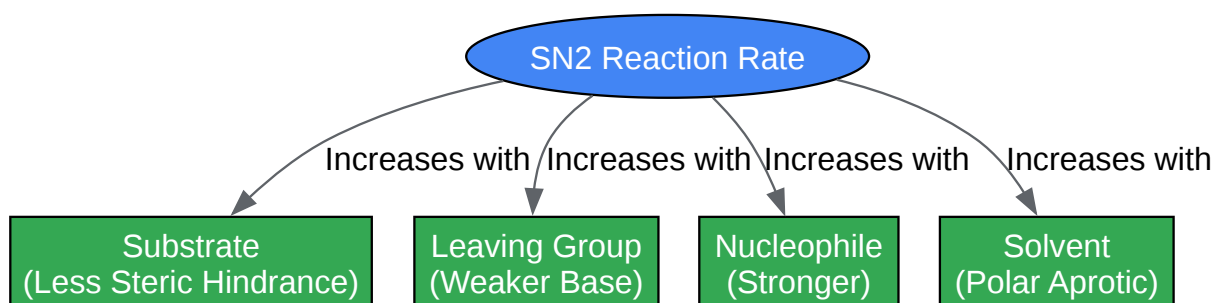 SN2 Reaction Rate
Increases with Increases with Increases with Increases with
Substrate
(Less Steric Hindrance)
Leaving Group
(Weaker Base)
Nucleophile
(Stronger)
Solvent
(Polar Aprotic)